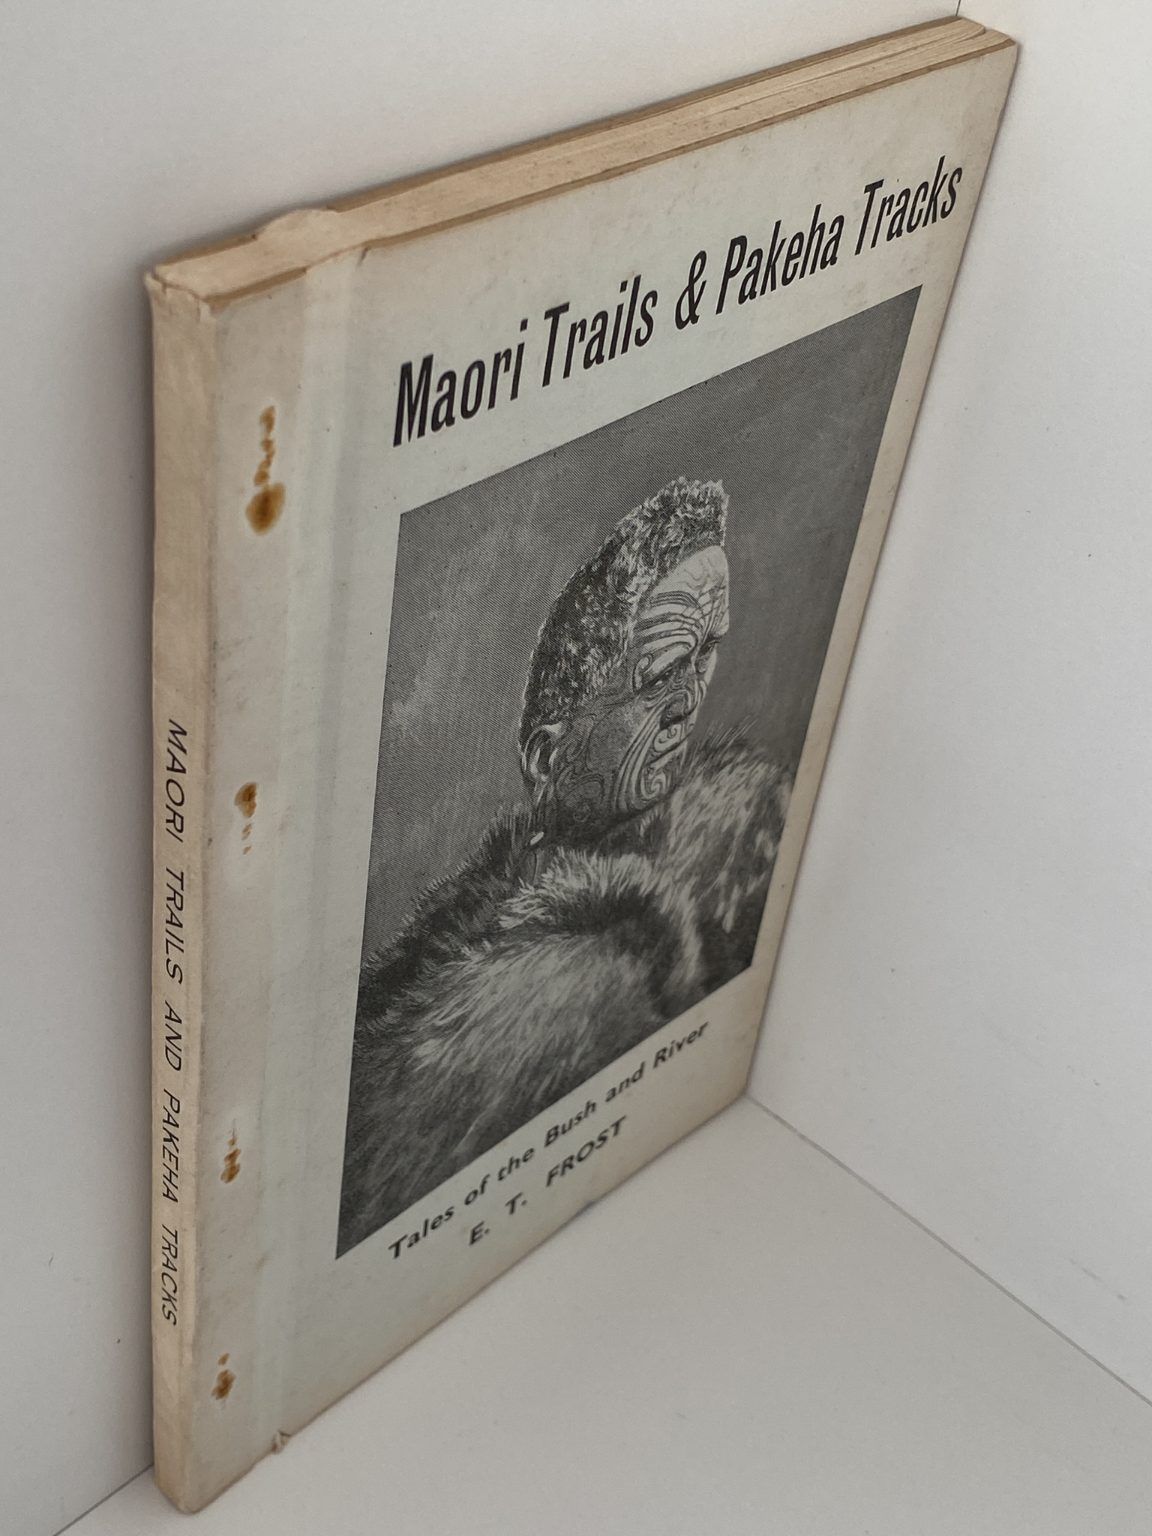 Maori Trails & Pakeha Tracks
Tales of the Bush and River
E. T. FROST
MAORI TRAILS AND PAKEHA TRACKS